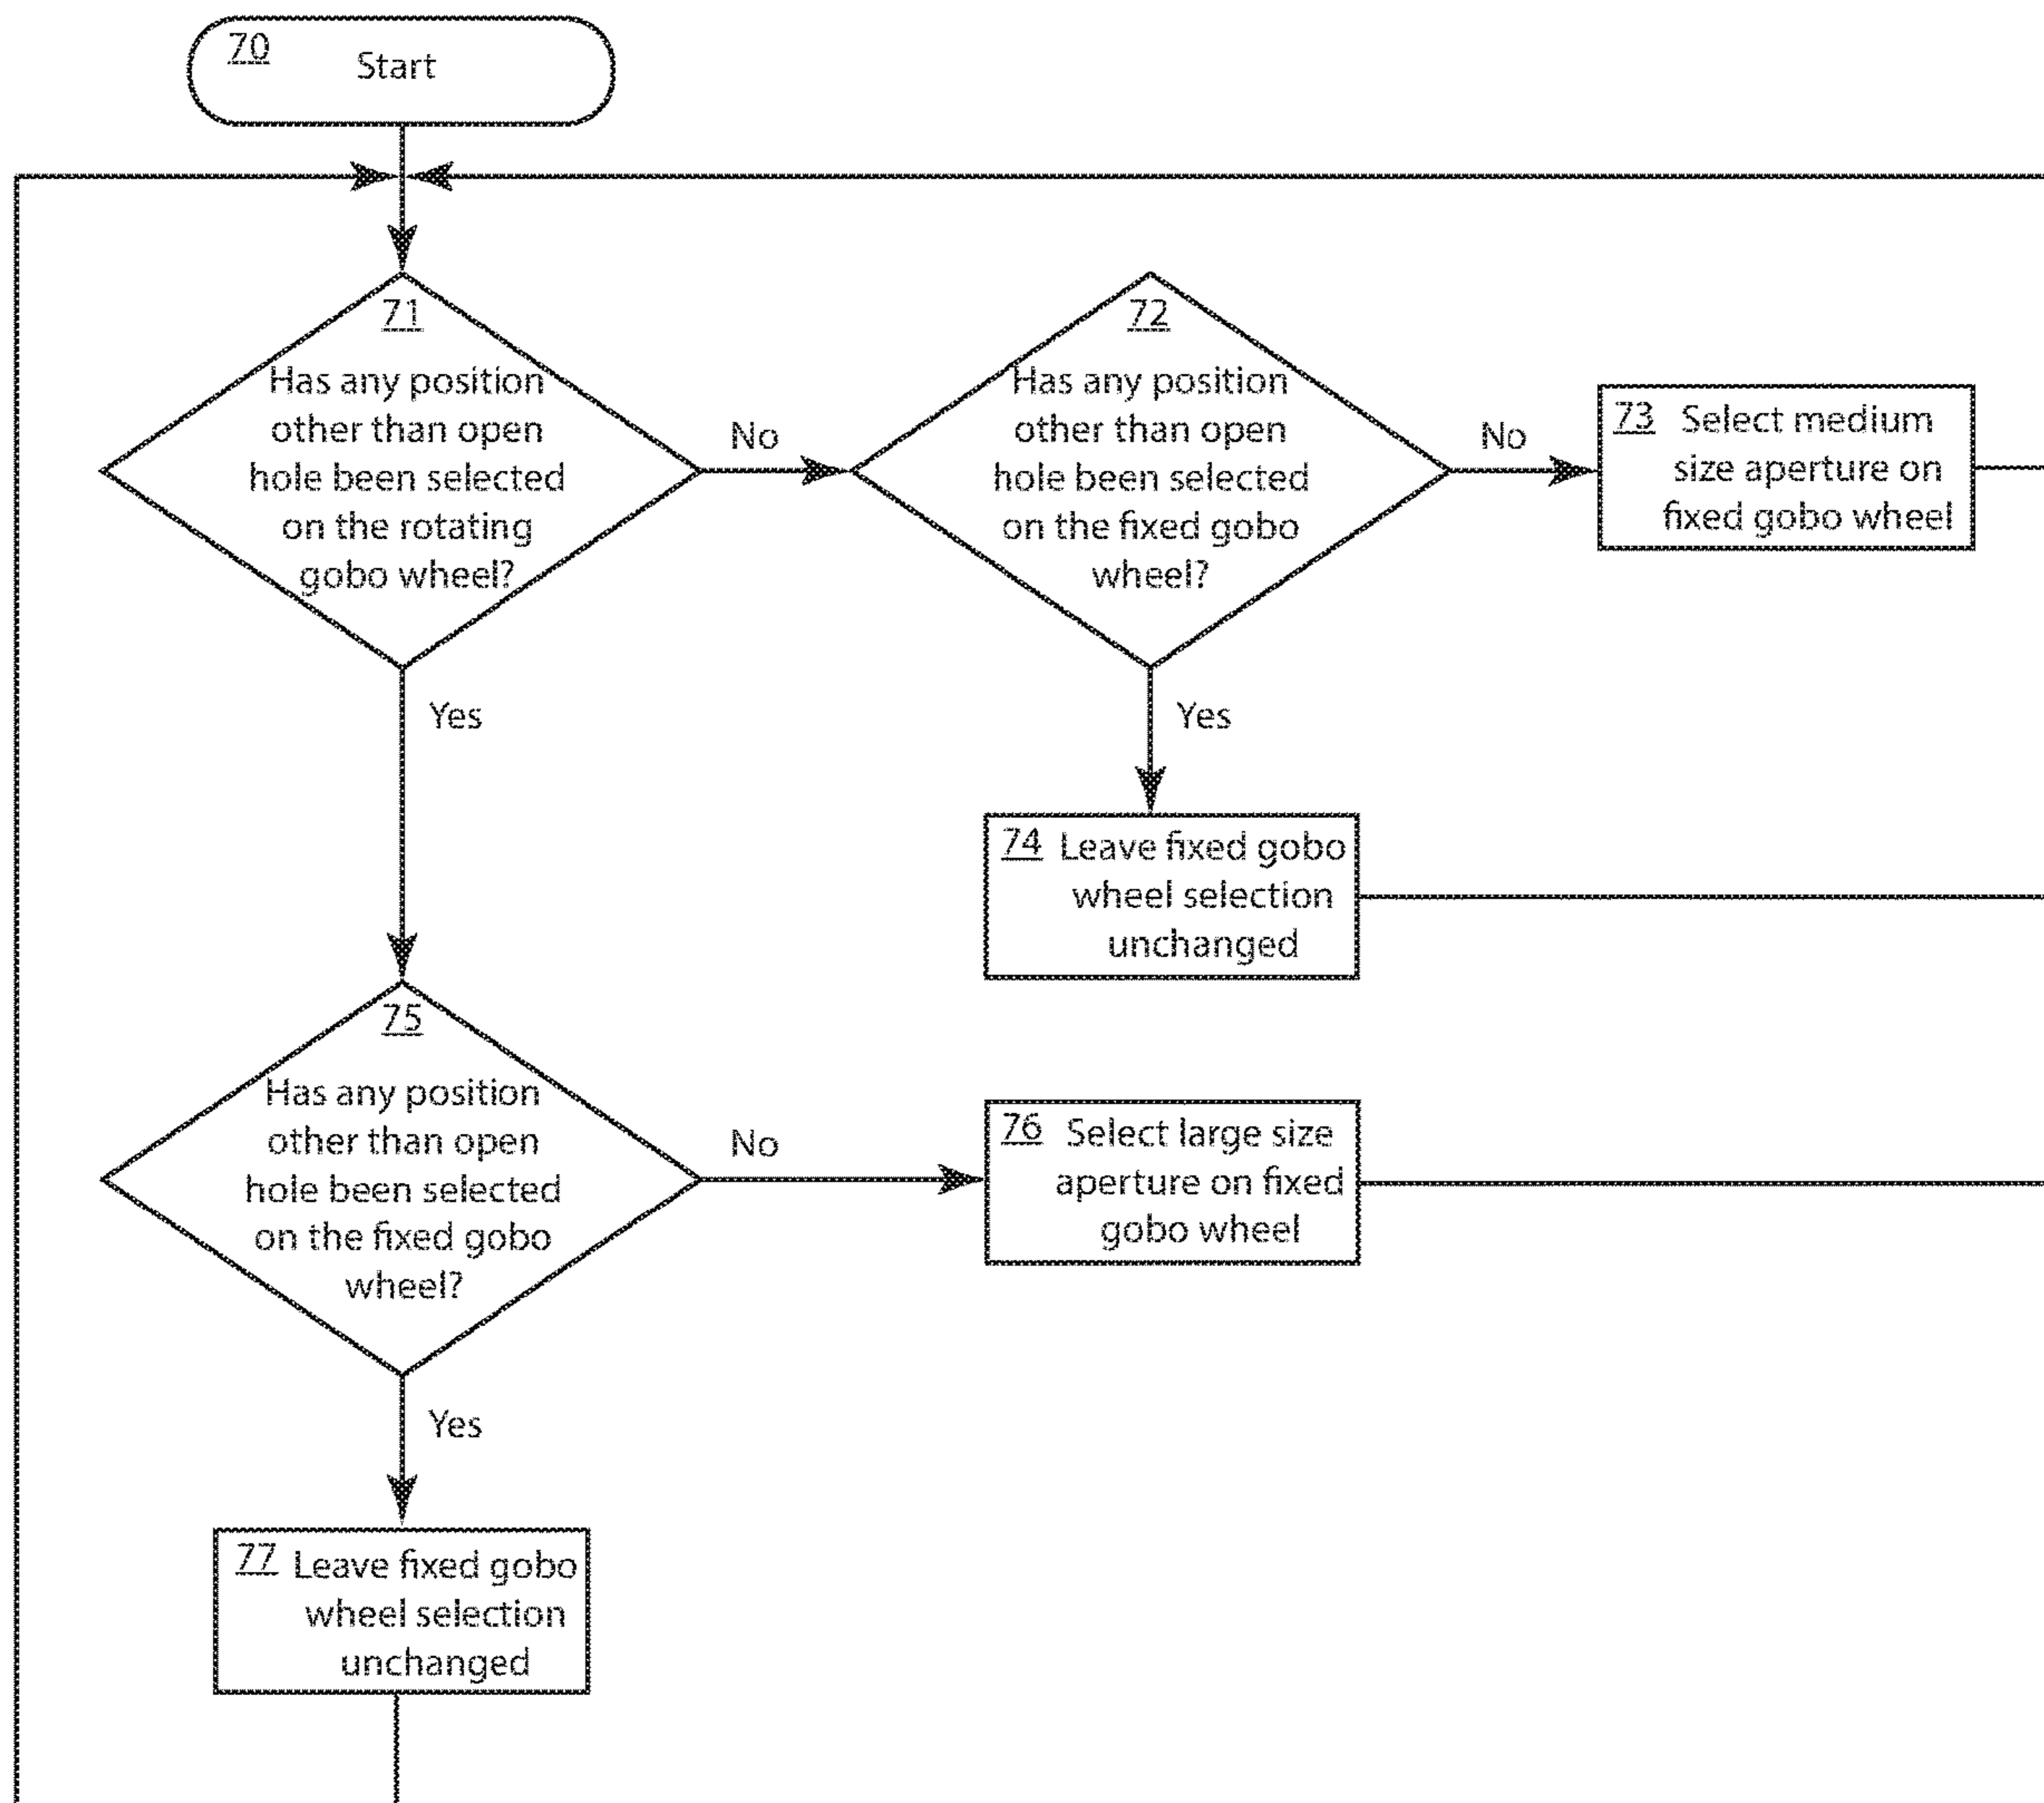 70 Start
71
Has any position
other than open
hole been selected
on the rotating
gobo wheel?
No
72
Has any position
other than open
hole been selected
on the fixed gobo
wheel?
No
73 Select medium
size aperture on
fixed gobo wheel
Yes
Yes
74 Leave fixed gobo
wheel selection
unchanged
75
Has any position
other than open
hole been selected
on the fixed gobo
wheel?
No
76 Select large size
aperture on fixed
gobo wheel
Yes
77 Leave fixed gobo
wheel selection
unchanged